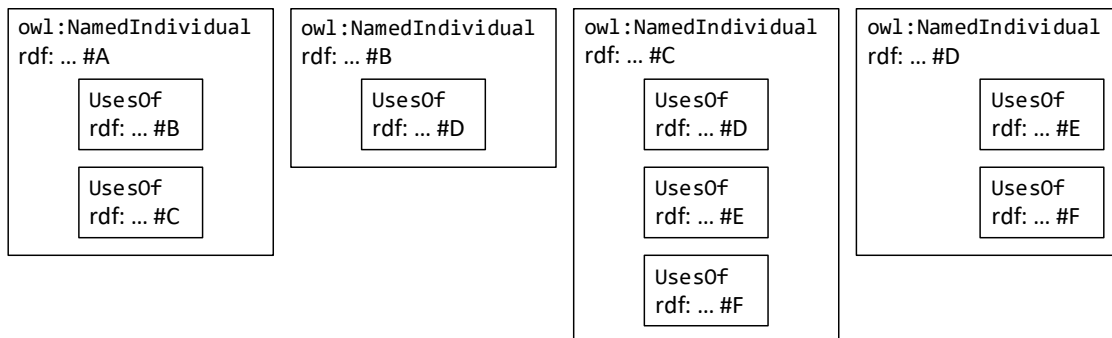 owl:NamedIndividual
rdf: ... #A
UsesOf
rdf: ... #B
UsesOf
rdf: ... #C
owl:NamedIndividual
rdf: ... #B
UsesOf
rdf: ... #D
owl:NamedIndividual
rdf: ... #C
UsesOf
rdf: ... #D
UsesOf
rdf: ... #E
UsesOf
rdf: ... #F
owl:NamedIndividual
rdf: ... #D
UsesOf
rdf: ... #E
UsesOf
rdf: ... #F